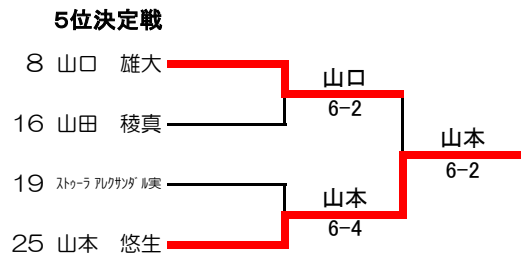 5位決定戦
8 山口 雄大
山口
6-2
16 山田 稜真
山本
6-2
19 ｽﾄｩｰﾗ ｱﾚｸｻﾝﾀﾞﾙ実
山本
6-4
25 山本 悠生